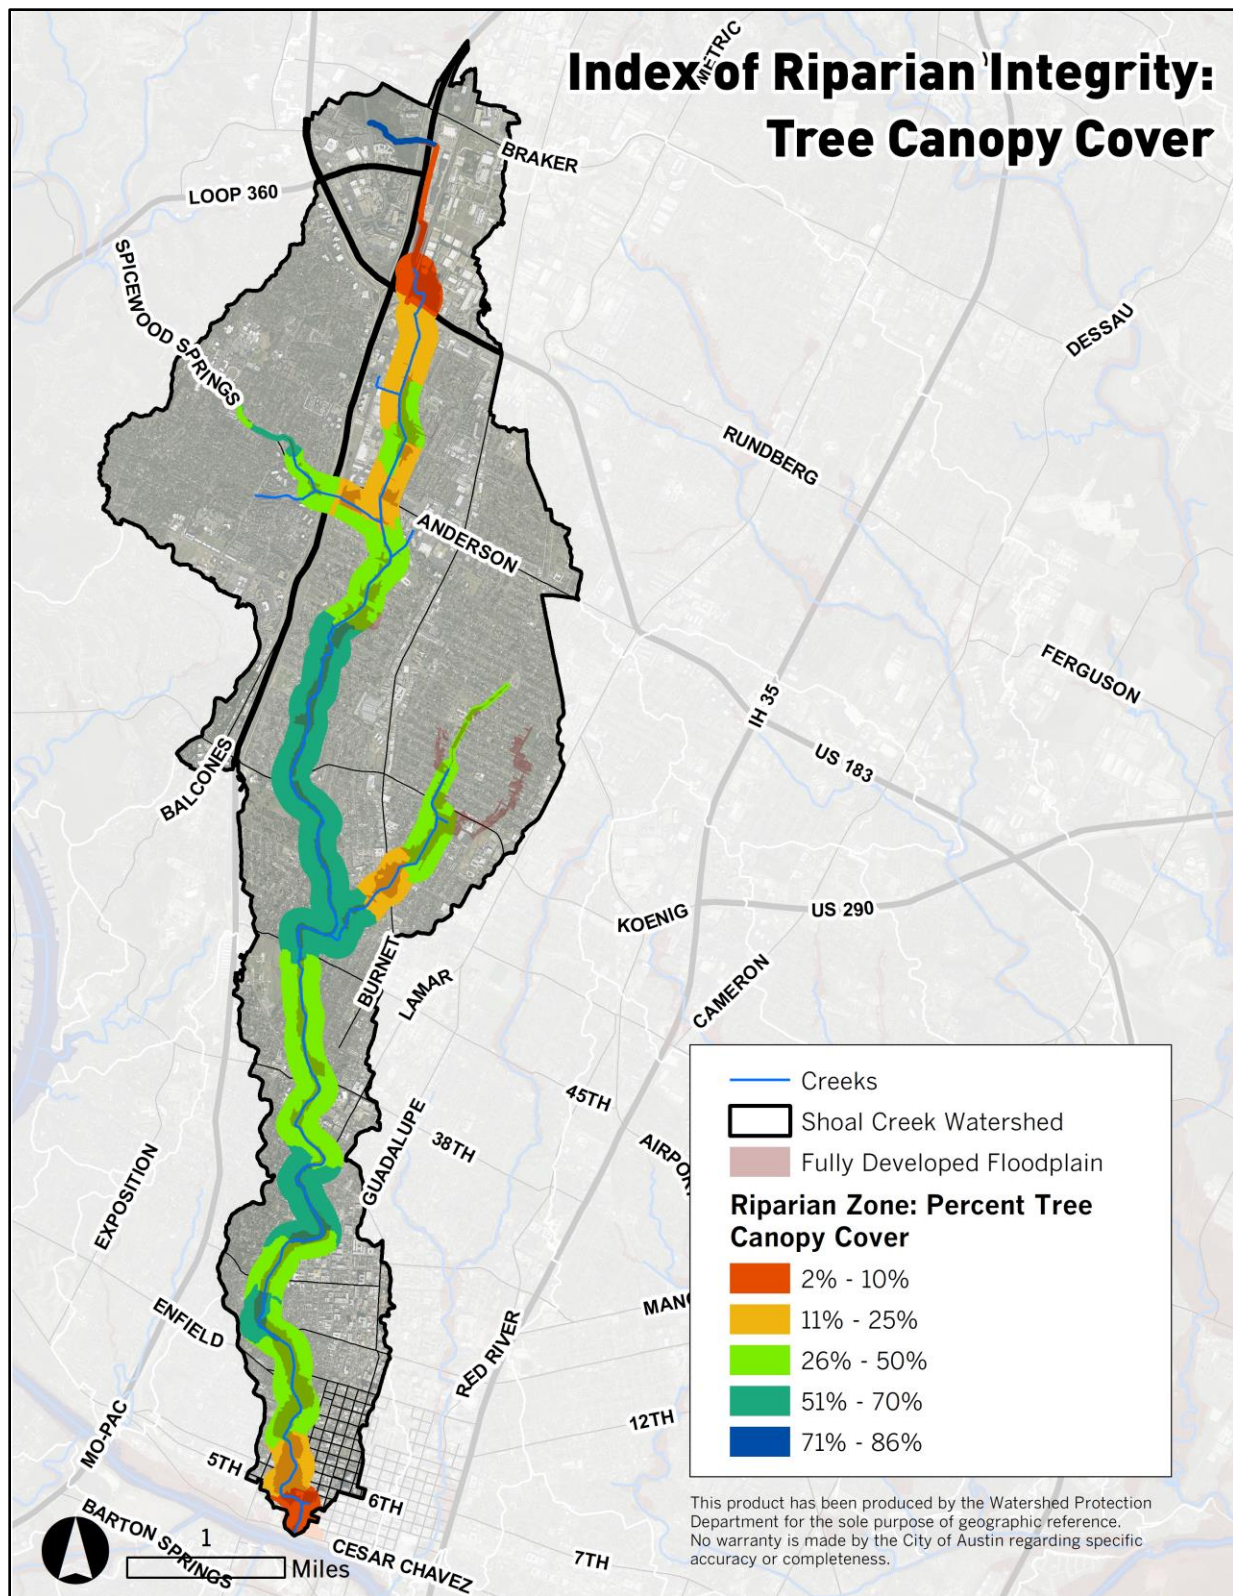 Index of Riparian Integrity:
Tree Canopy Cover
METRIC
BRAKER
LOOP 360
SPICEWOOD SPRINGS
DESSAU
RUNDBERG
ANDERSON
FERGUSON
IH 35
US 183
BALCONES
KOENIG
US 290
BURNET
LAMAR
CAMERON
45TH
38TH
AIRPOR
GUADALUPE
EXPOSITION
ENFIELD
RED RIVER
MANO
12TH
MO-PAC
5TH
6TH
BARTON SPRINGS
CESAR CHAVEZ
7TH
Creeks
Shoal Creek Watershed
Fully Developed Floodplain
Riparian Zone: Percent Tree
Canopy Cover
2% - 10%
11% - 25%
26% - 50%
51% - 70%
71% - 86%
This product has been produced by the Watershed Protection
Department for the sole purpose of geographic reference.
No warranty is made by the City of Austin regarding specific
accuracy or completeness.
1
Miles